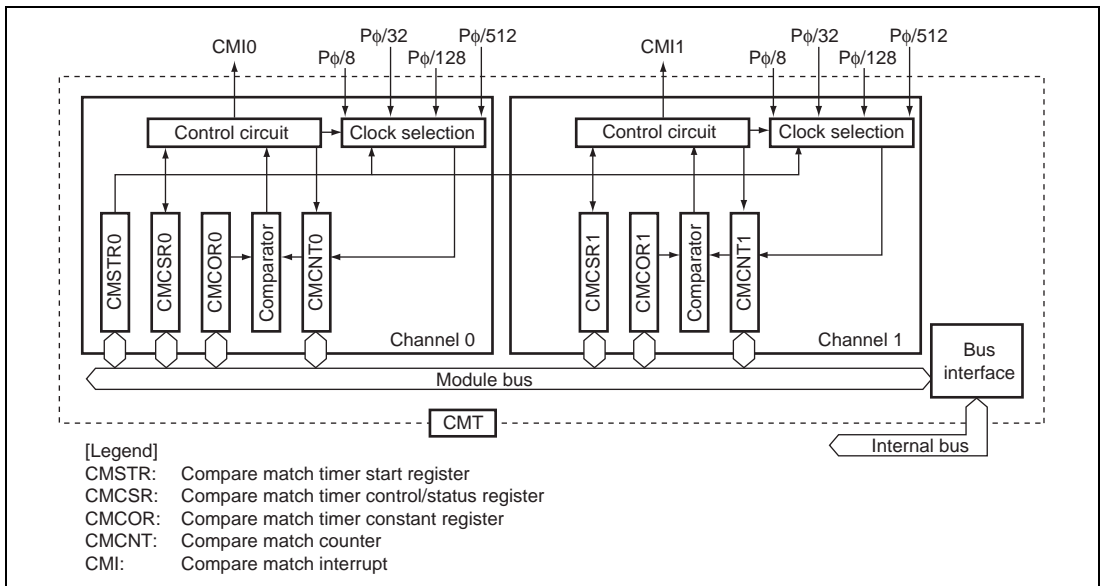 CMI0
Pφ/8
Pφ/32
Pφ/128
Pφ/512
CMI1
Pφ/8
Pφ/32
Pφ/128
Pφ/512
Control circuit
Clock selection
Control circuit
Clock selection
CMSTR0
CMCSR0
CMCOR0
Comparator
CMCNT0
CMCSR1
CMCOR1
Comparator
CMCNT1
Channel 0
Channel 1
Module bus
Bus
interface
CMT
Internal bus
[Legend]
CMSTR: Compare match timer start register
CMCSR: Compare match timer control/status register
CMCOR: Compare match timer constant register
CMCNT: Compare match counter
CMI: Compare match interrupt